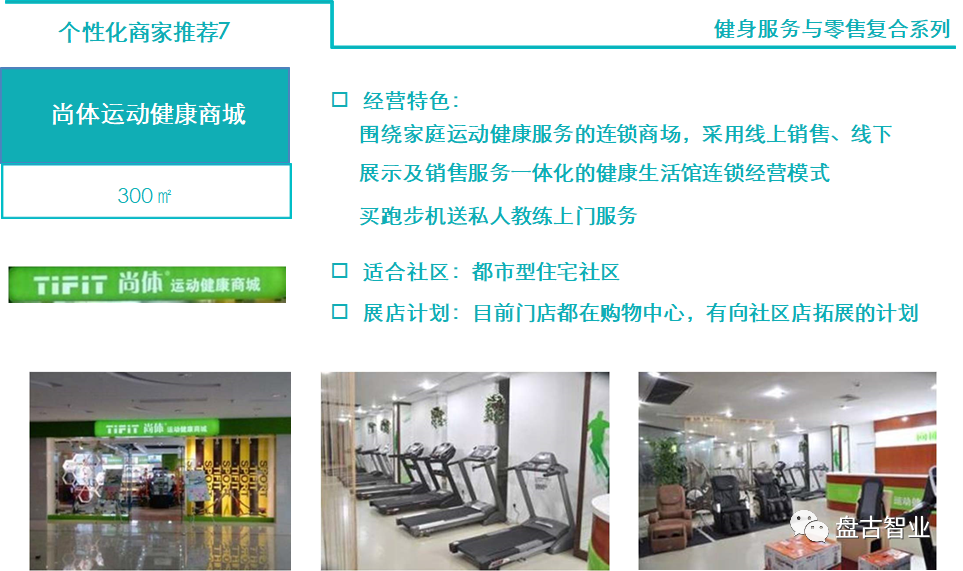 个性化商家推荐7
健身服务与零售复合系列
尚体运动健康商城
300㎡
经营特色：
围绕家庭运动健康服务的连锁商场，采用线上销售、线下
展示及销售服务一体化的健康生活馆连锁经营模式
买跑步机送私人教练上门服务
适合社区：都市型住宅社区
展店计划：目前门店都在购物中心，有向社区店拓展的计划
TiFiT 尚体® 运动健康商城
TiFiT 尚体 运动健康商城
SPORT
TIFIT
SPORT
盘古智业